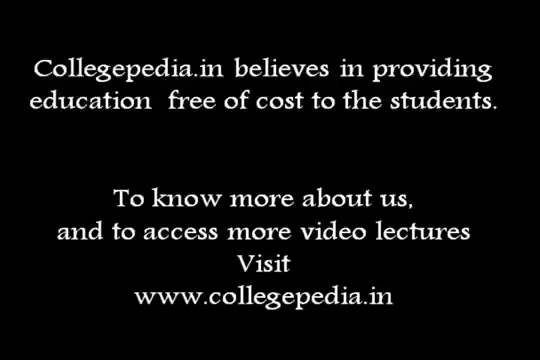 Collegepedia.in believes in providing
education free of cost to the students.
To know more about us,
and to access more video lectures
Visit
www.collegepedia.in